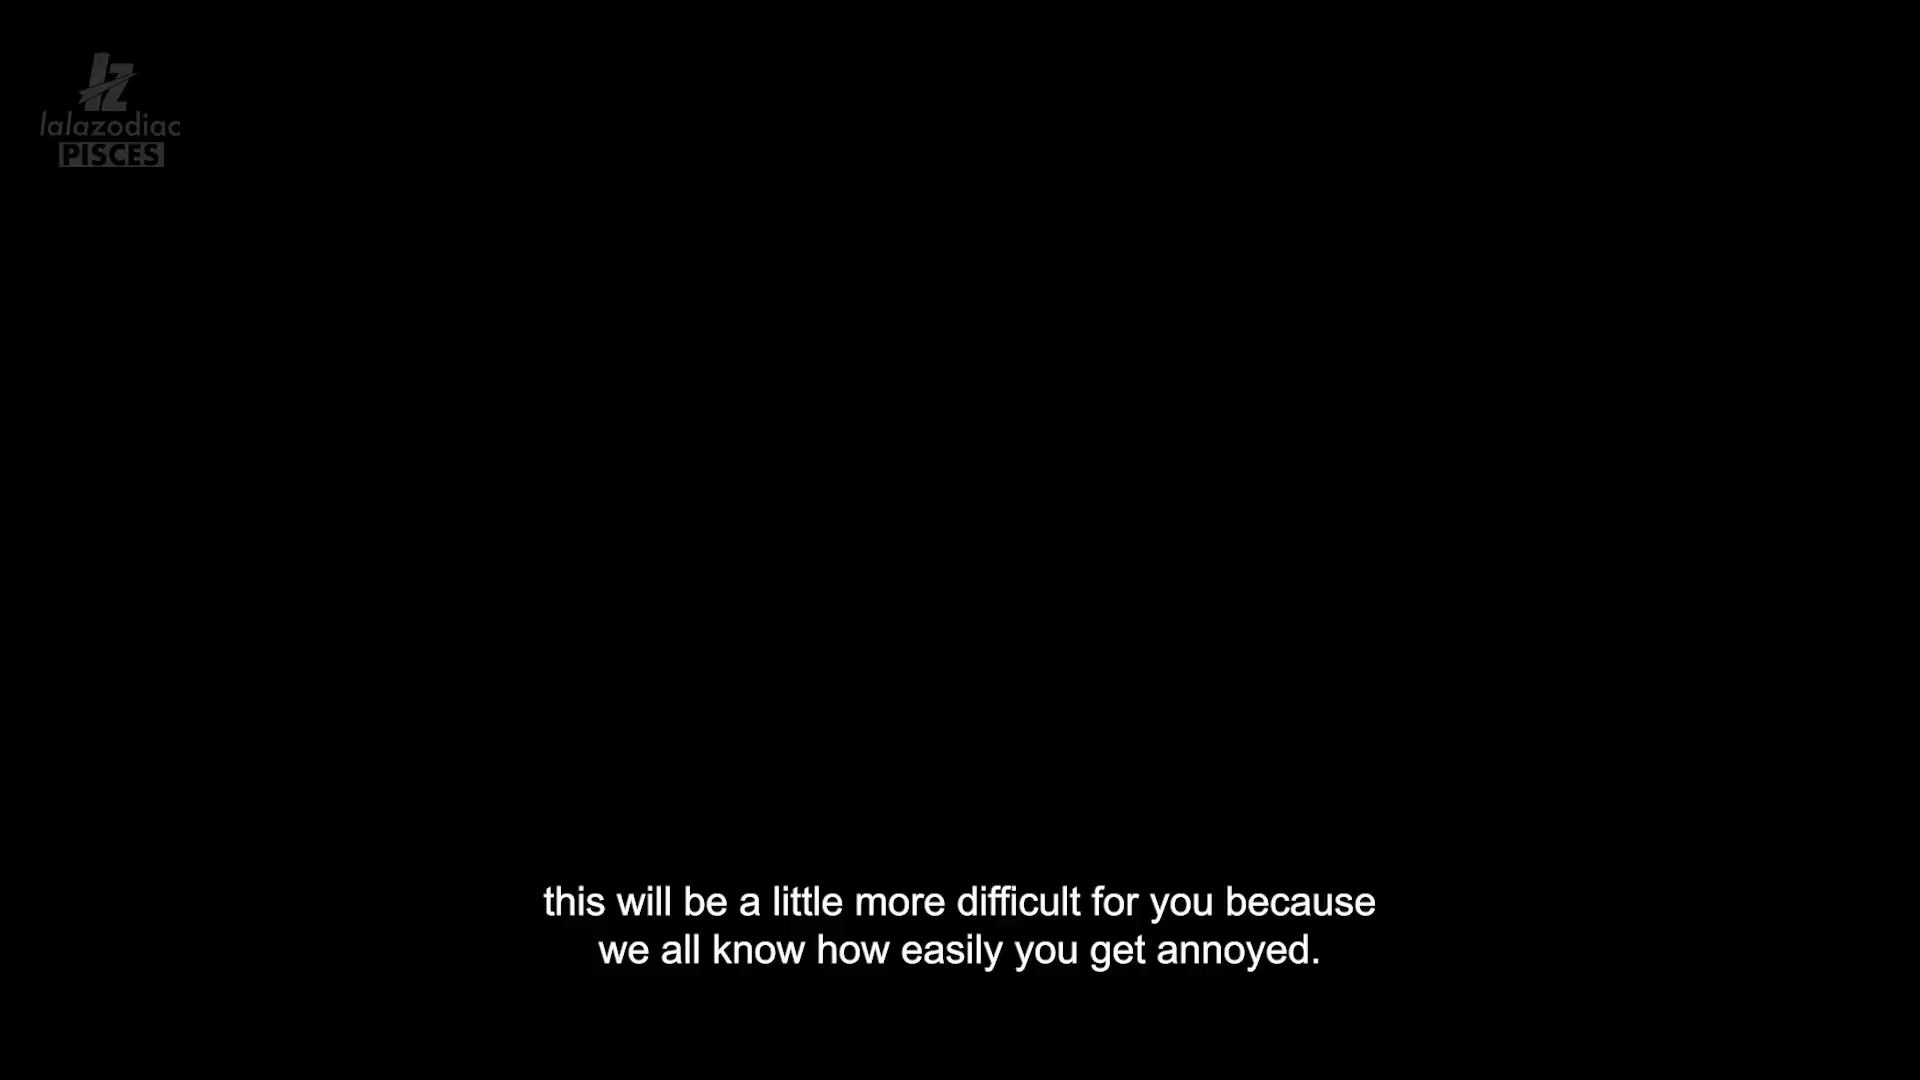 lz
lalazodiac
PISCES
this will be a little more difficult for you because
we all know how easily you get annoyed.